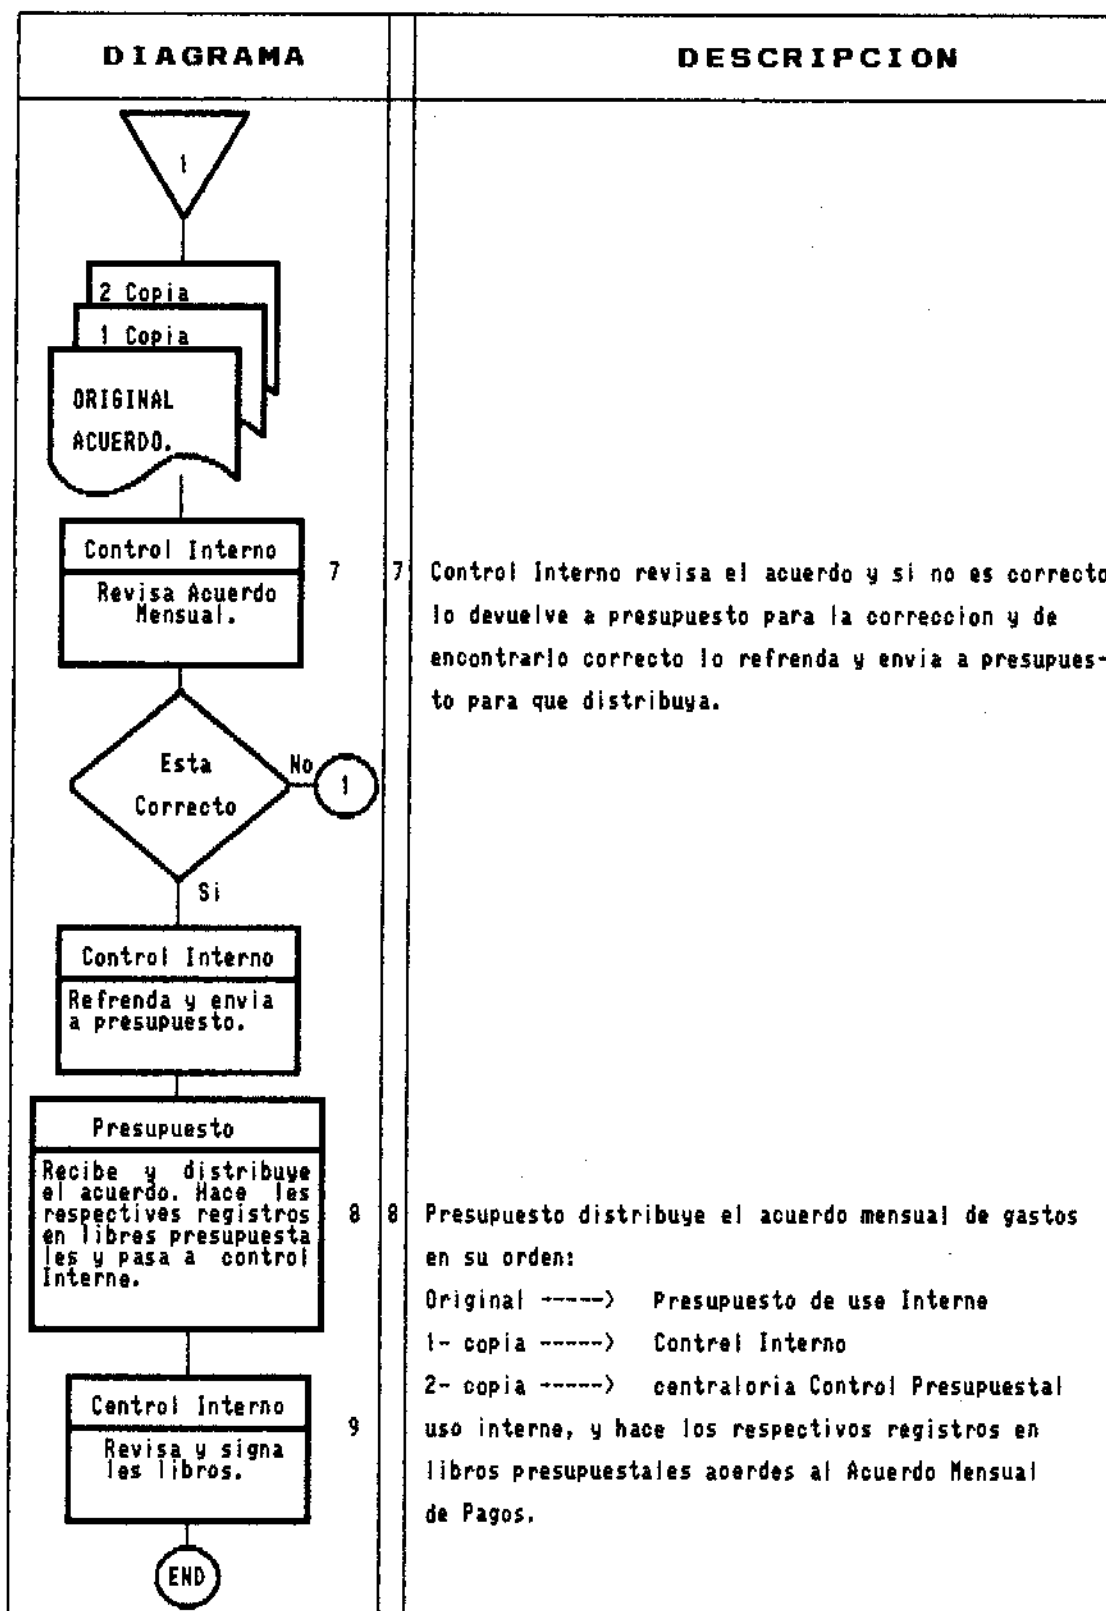 DIAGRAMA
DESCRIPCION
1
2 Copia
1 Copia
ORIGINAL
ACUERDO.
Control Interno
Revisa Acuerdo
Mensual.
7
7
Control Interno revisa el acuerdo y si no es correcto
lo devuelve a presupuesto para la correccion y de
encontrarlo correcto lo refrenda y envia a presupues-
to para que distribuya.
Esta
Correcto
No
1
Si
Control Interno
Refrenda y envia
a presupuesto.
Presupuesto
Recibe y distribuye
el acuerdo. Hace les
respectives registros
en libres presupuesta
les y pasa a control
Interne.
8
8
Presupuesto distribuye el acuerdo mensual de gastos
en su orden:
Original -----> Presupuesto de use Interne
1- copia -----> Contrel Interno
2- copia -----> centraloria Control Presupuestal
uso interne, y hace los respectivos registros en
libros presupuestales acerdes al Acuerdo Mensual
de Pagos.
Centrol Interno
Revisa y signa
les libros.
9
END